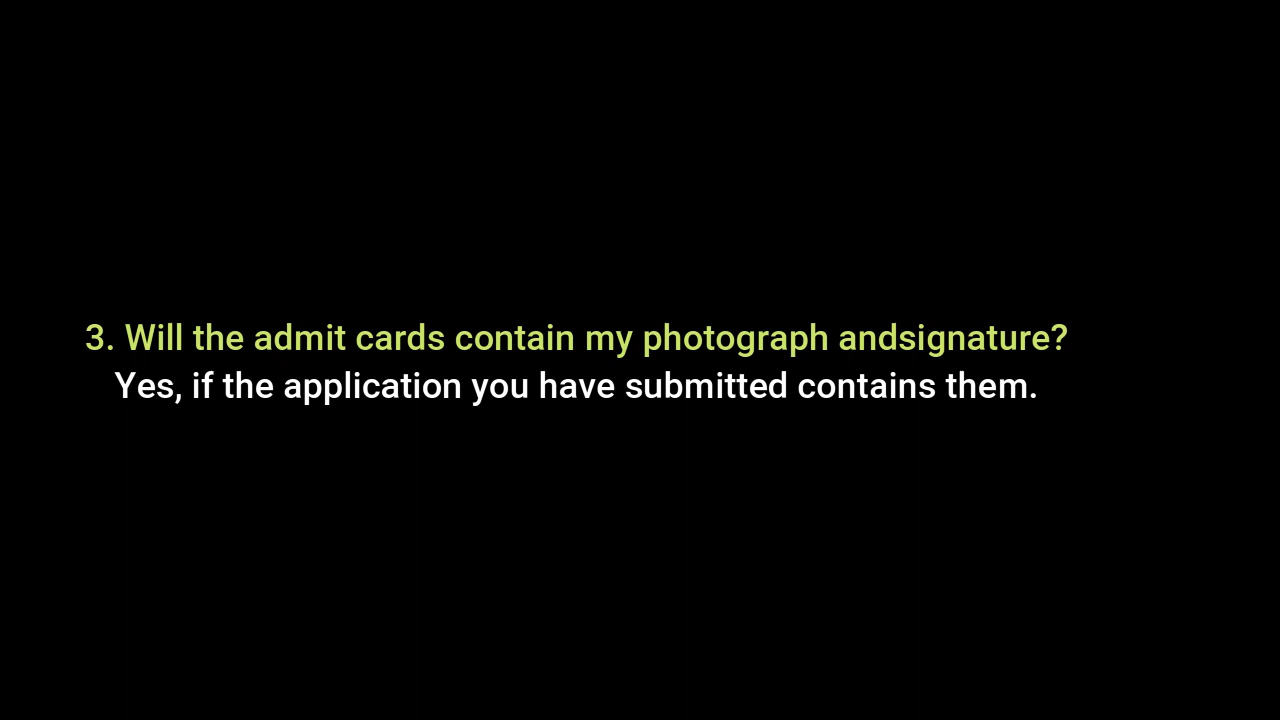 3. Will the admit cards contain my photograph andsignature?
Yes, if the application you have submitted contains them.